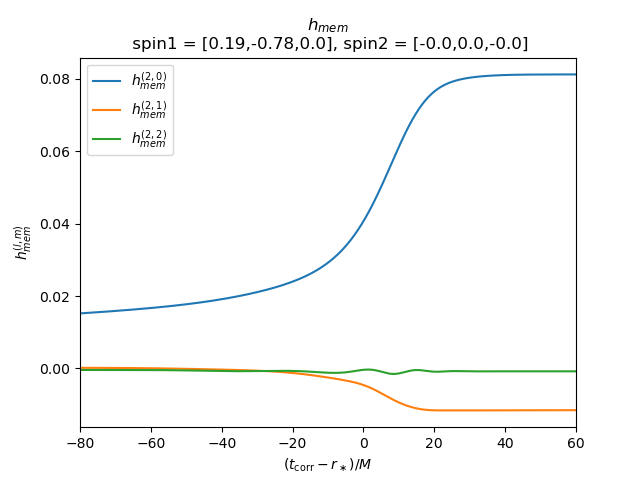 h_mem
spin1 = [0.19,-0.78,0.0], spin2 = [-0.0,0.0,-0.0]
h_mem^(2,0)
h_mem^(2,1)
h_mem^(2,2)
h_mem^(l,m)
0.08
0.06
0.04
0.02
0.00
−80
−60
−40
−20
0
20
40
60
(t_corr − r_*)/M